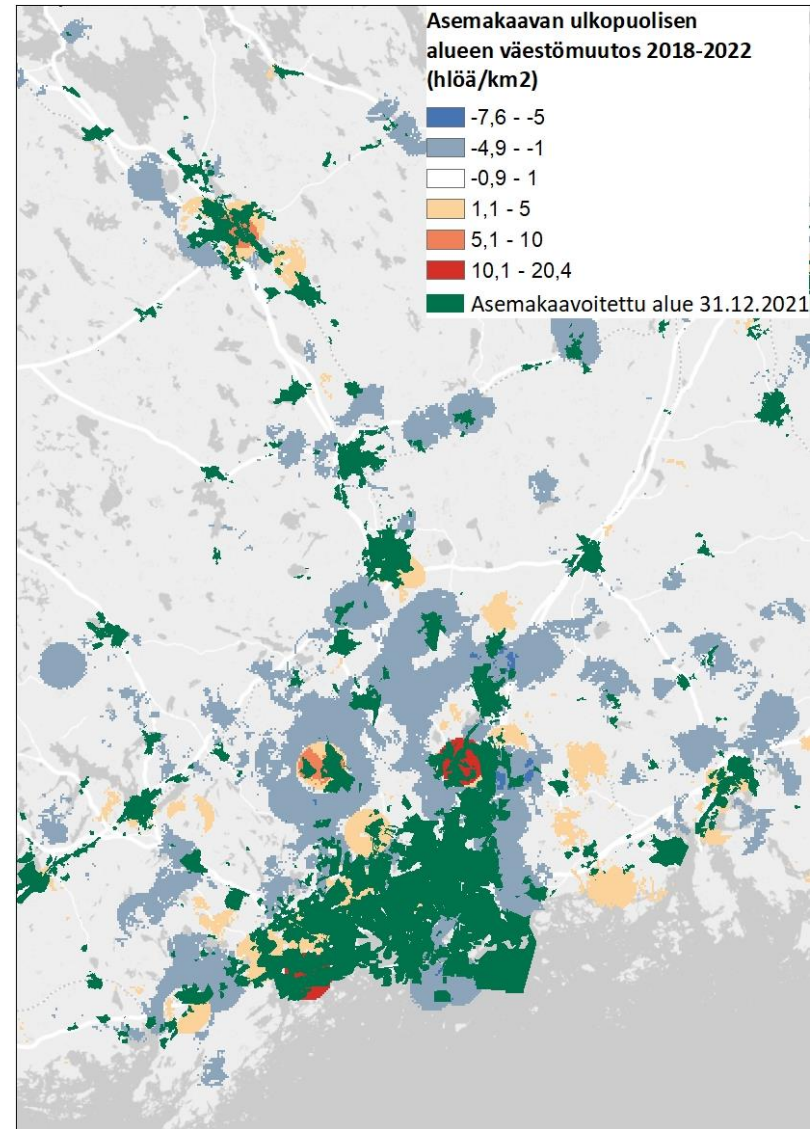 Asemakaavan ulkopuolisen
alueen väestömuutos 2018-2022
(hlöä/km2)
-7,6 - -5
-4,9 - -1
-0,9 - 1
1,1 - 5
5,1 - 10
10,1 - 20,4
Asemakaavoitettu alue 31.12.2021